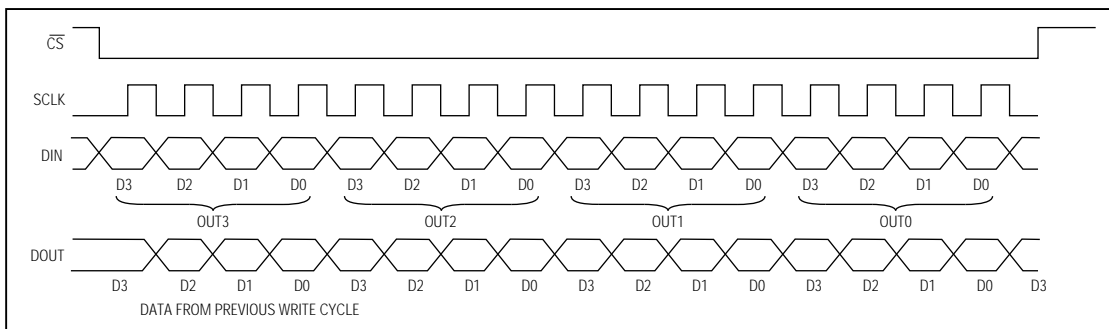 CS
SCLK
DIN
D3 D2 D1 D0 D3 D2 D1 D0 D3 D2 D1 D0 D3 D2 D1 D0
OUT3 OUT2 OUT1 OUT0
DOUT
D3 D2 D1 D0 D3 D2 D1 D0 D3 D2 D1 D0 D3 D2 D1 D0 D3
DATA FROM PREVIOUS WRITE CYCLE